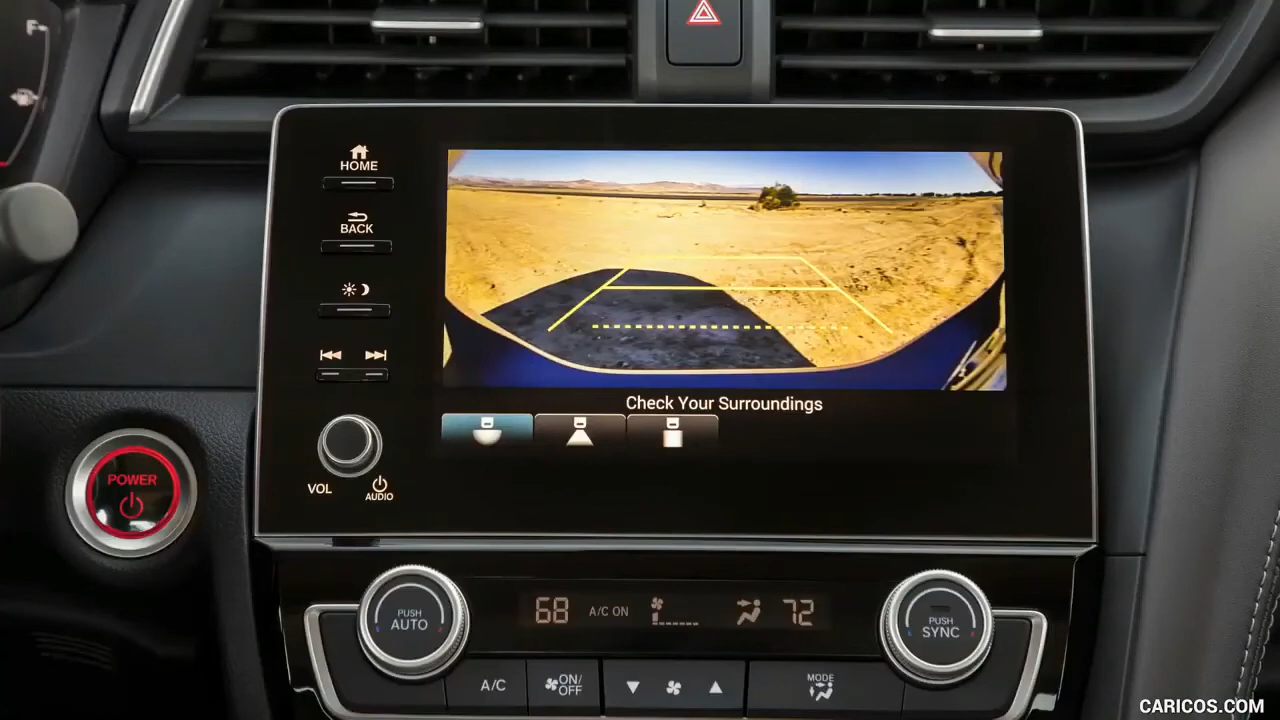 F
HOME
BACK
VOL
AUDIO
POWER
Check Your Surroundings
PUSH
AUTO
68
A/C ON
72
PUSH
SYNC
A/C
ON/
OFF
MODE
CARICOS.COM